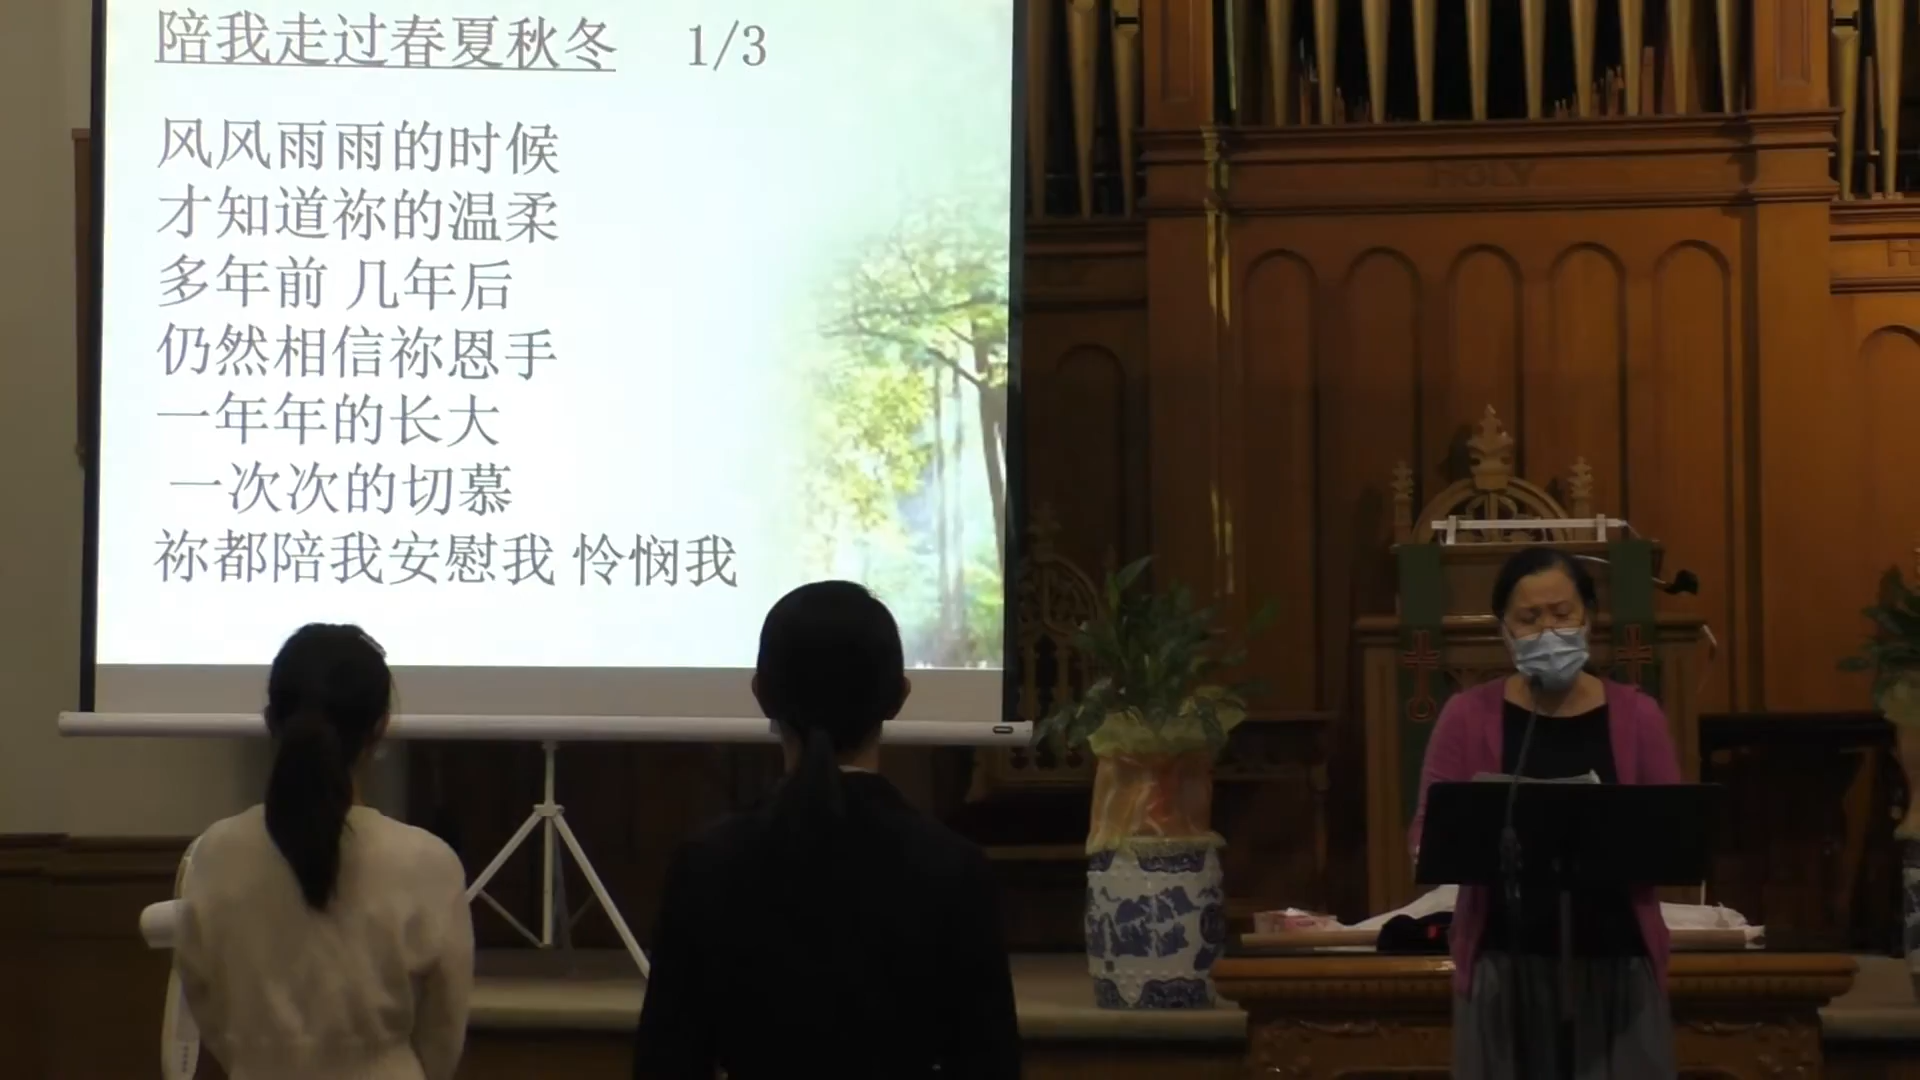 陪我走过春夏秋冬 1/3
风风雨雨的时候
才知道祢的温柔
多年前 几年后
仍然相信祢恩手
一年年的长大
一次次的切慕
祢都陪我安慰我 怜悯我
HOLY